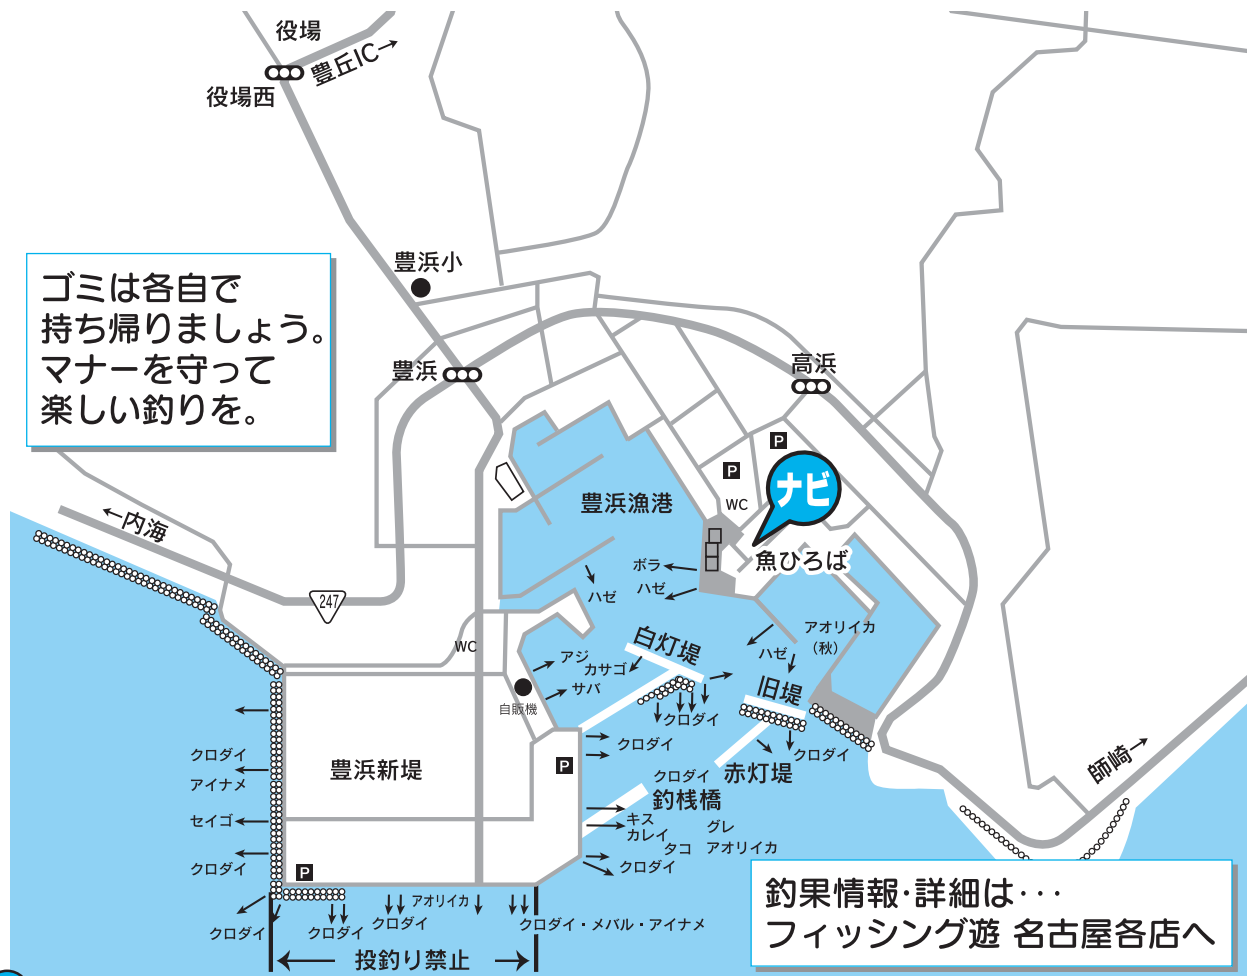 役場
豊丘IC→
役場西
豊浜小
ゴミは各自で
持ち帰りましょう。
マナーを守って
楽しい釣りを。
豊浜
高浜
P
P
ナビ
WC
豊浜漁港
魚ひろば
←内海
ボラ
ハゼ
ハゼ
247
アオリイカ
(秋)
白灯堤
WC
アジ
カサゴ
ハゼ
サバ
旧堤
自販機
クロダイ
クロダイ
クロダイ
クロダイ
豊浜新堤
P
赤灯堤
師崎→
アイナメ
クロダイ
釣桟橋
セイゴ
キス
グレ
カレイ
タコ
アオリイカ
クロダイ
P
クロダイ
アオリイカ
クロダイ
クロダイ
クロダイ
クロダイ・メバル・アイナメ
投釣り禁止
釣果情報・詳細は・・・
フィッシング遊 名古屋各店へ